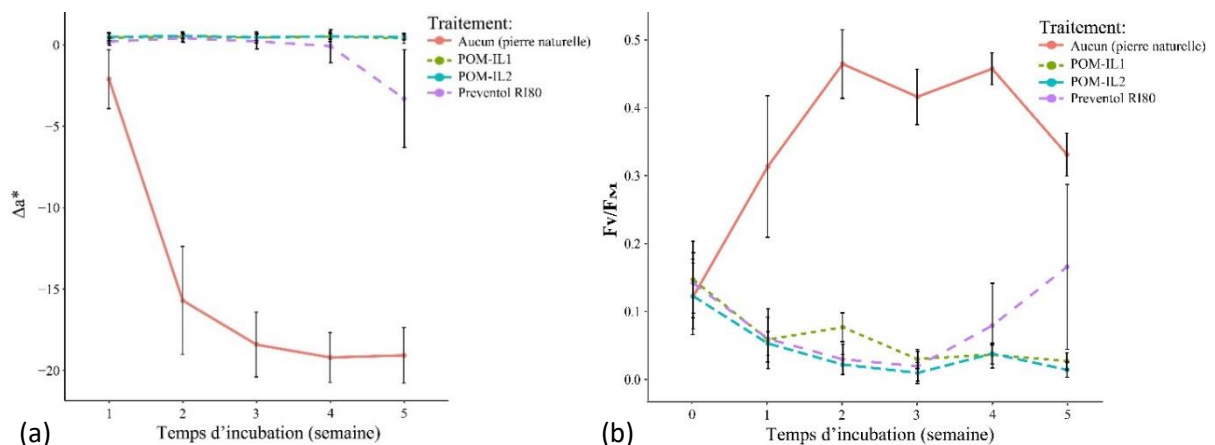 Traitement:
Aucun (pierre naturelle)
POM-IL1
POM-IL2
Preventol RI80
0
−5
−10
−15
−20
Δa*
1 2 3 4 5
Temps d'incubation (semaine)
(a)
Traitement:
Aucun (pierre naturelle)
POM-IL1
POM-IL2
Preventol RI80
0.5
0.4
0.3
0.2
0.1
0.0
Fv/FM
0 1 2 3 4 5
Temps d'incubation (semaine)
(b)